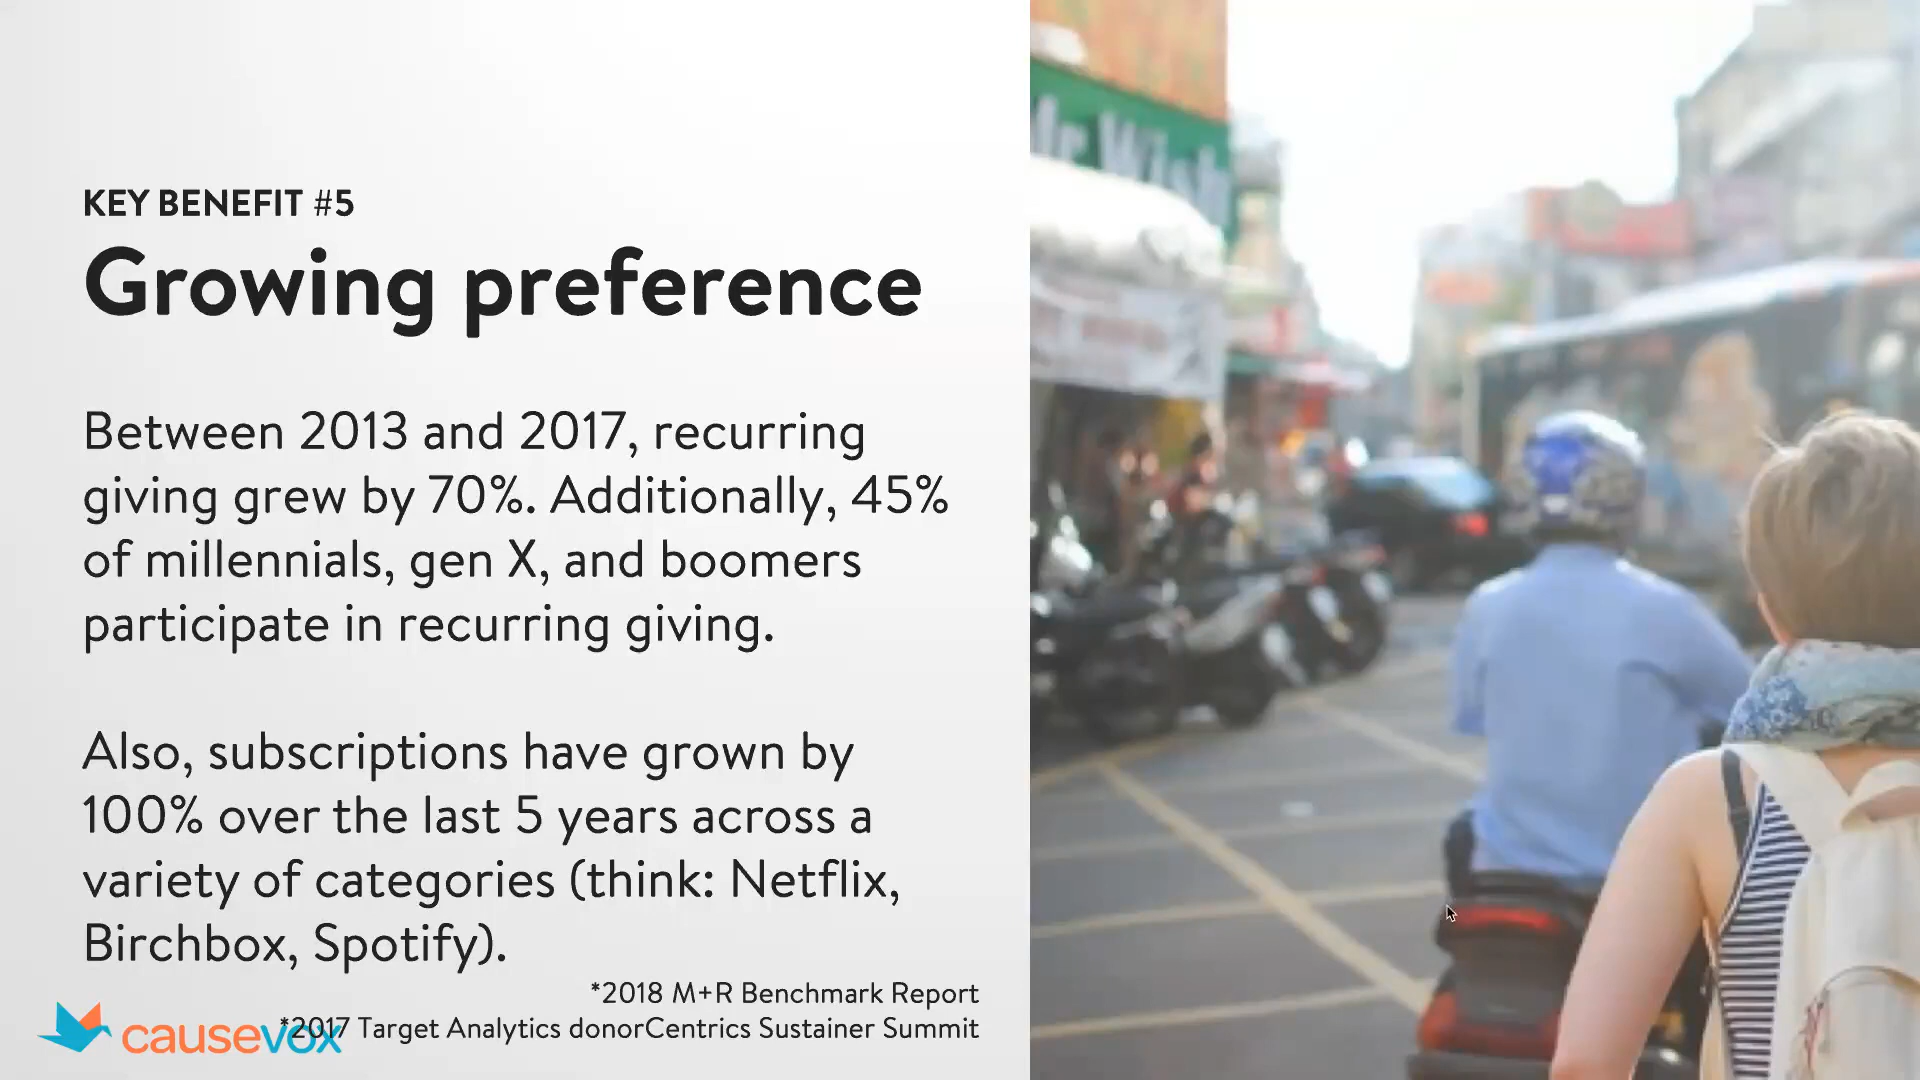 KEY BENEFIT #5
Growing preference
Between 2013 and 2017, recurring
giving grew by 70%. Additionally, 45%
of millennials, gen X, and boomers
participate in recurring giving.
Also, subscriptions have grown by
100% over the last 5 years across a
variety of categories (think: Netflix,
Birchbox, Spotify).
*2018 M+R Benchmark Report
*2017 Target Analytics donorCentrics Sustainer Summit
causevox